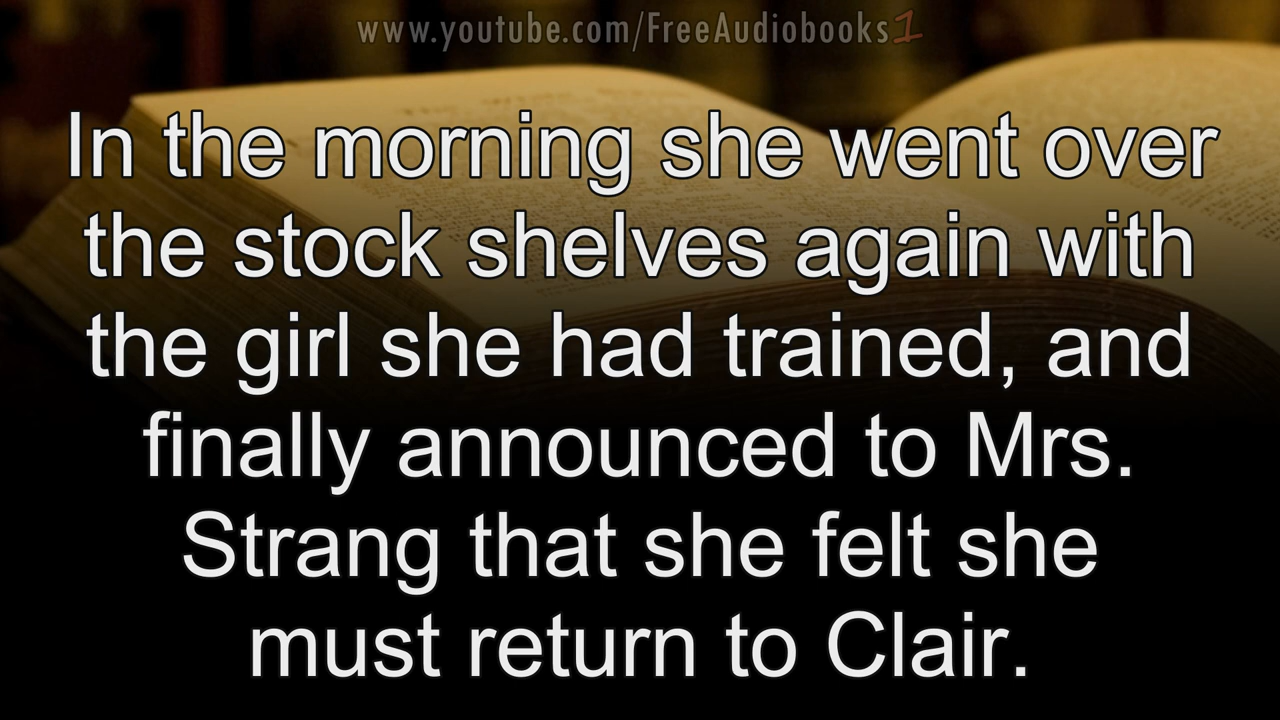 www.youtube.com/FreeAudiobooks1
In the morning she went over
the stock shelves again with
the girl she had trained, and
finally announced to Mrs.
Strang that she felt she
must return to Clair.